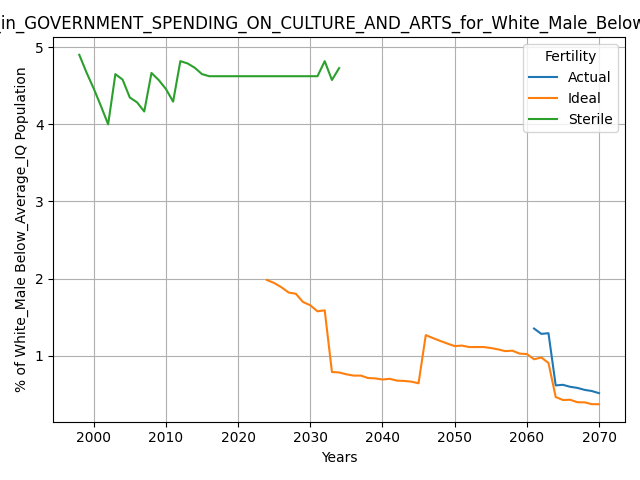 _in_GOVERNMENT_SPENDING_ON_CULTURE_AND_ARTS_for_White_Male_Below
Fertility
Actual
Ideal
Sterile
% of White_Male Below_Average_IQ Population
5
4
3
2
1
2000 2010 2020 2030 2040 2050 2060 2070
Years